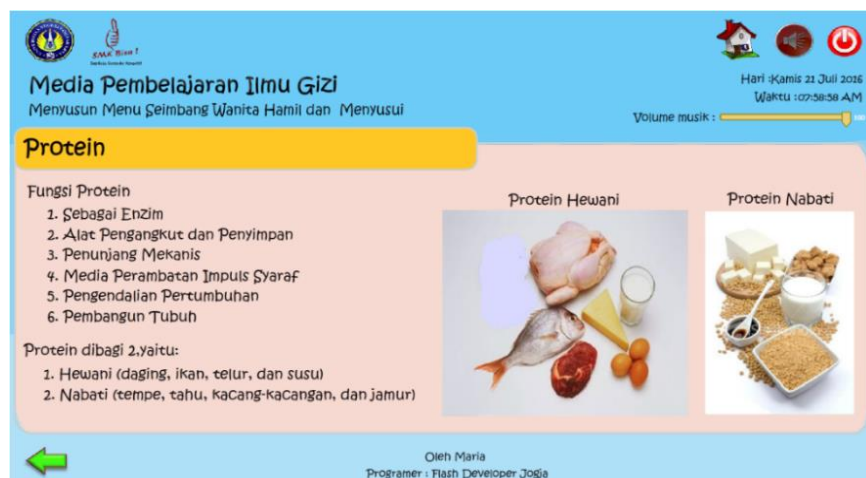 SMK Bisa!
Media Pembelajaran Ilmu Gizi
Menyusun Menu Seimbang Wanita Hamil dan Menyusui
Hari :Kamis 21 Juli 2016
Waktu :07:58:58 AM
Volume musik :
100
Protein
Fungsi Protein
1. Sebagai Enzim
2. Alat Pengangkut dan Penyimpan
3. Penunjang Mekanis
4. Media Perambatan Impuls Syaraf
5. Pengendalian Pertumbuhan
6. Pembangun Tubuh
Protein dibagi 2,yaitu:
1. Hewani (daging, ikan, telur, dan susu)
2. Nabati (tempe, tahu, kacang-kacangan, dan jamur)
Protein Hewani
Protein Nabati
Oleh Maria
Programer : Flash Developer Jogja